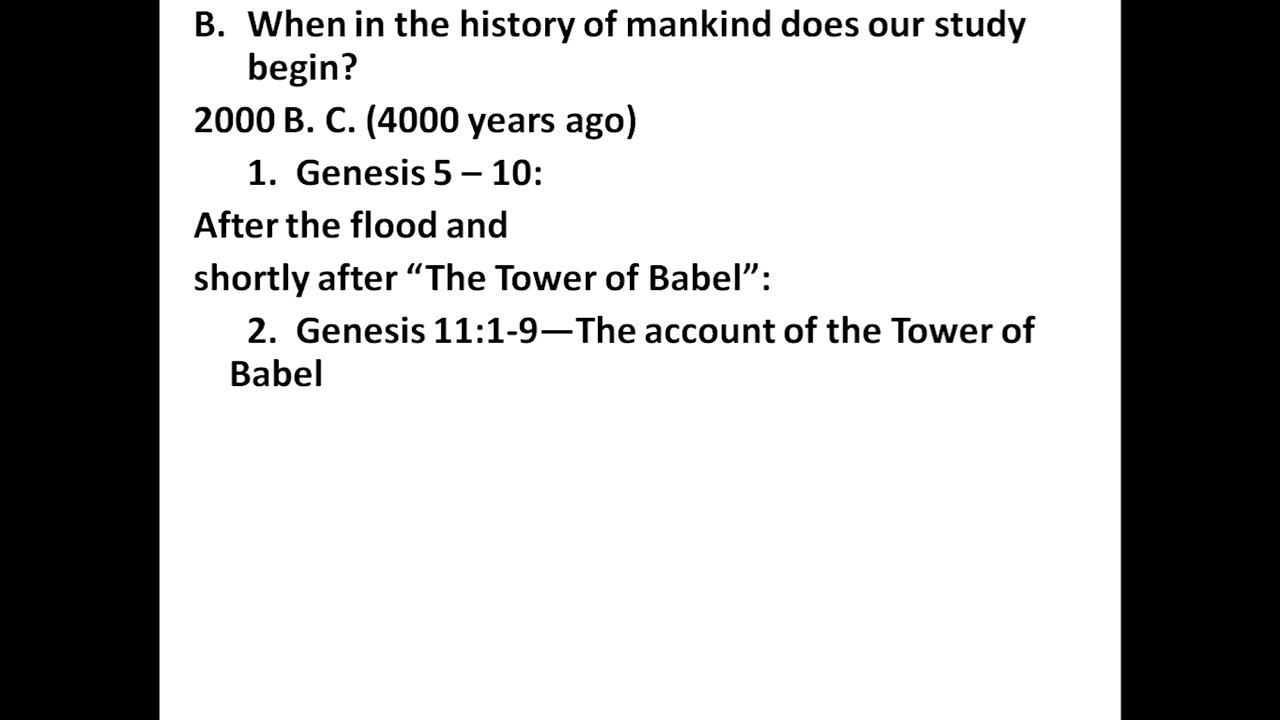 B. When in the history of mankind does our study
begin?
2000 B. C. (4000 years ago)
1. Genesis 5 – 10:
After the flood and
shortly after “The Tower of Babel”:
2. Genesis 11:1-9—The account of the Tower of
Babel